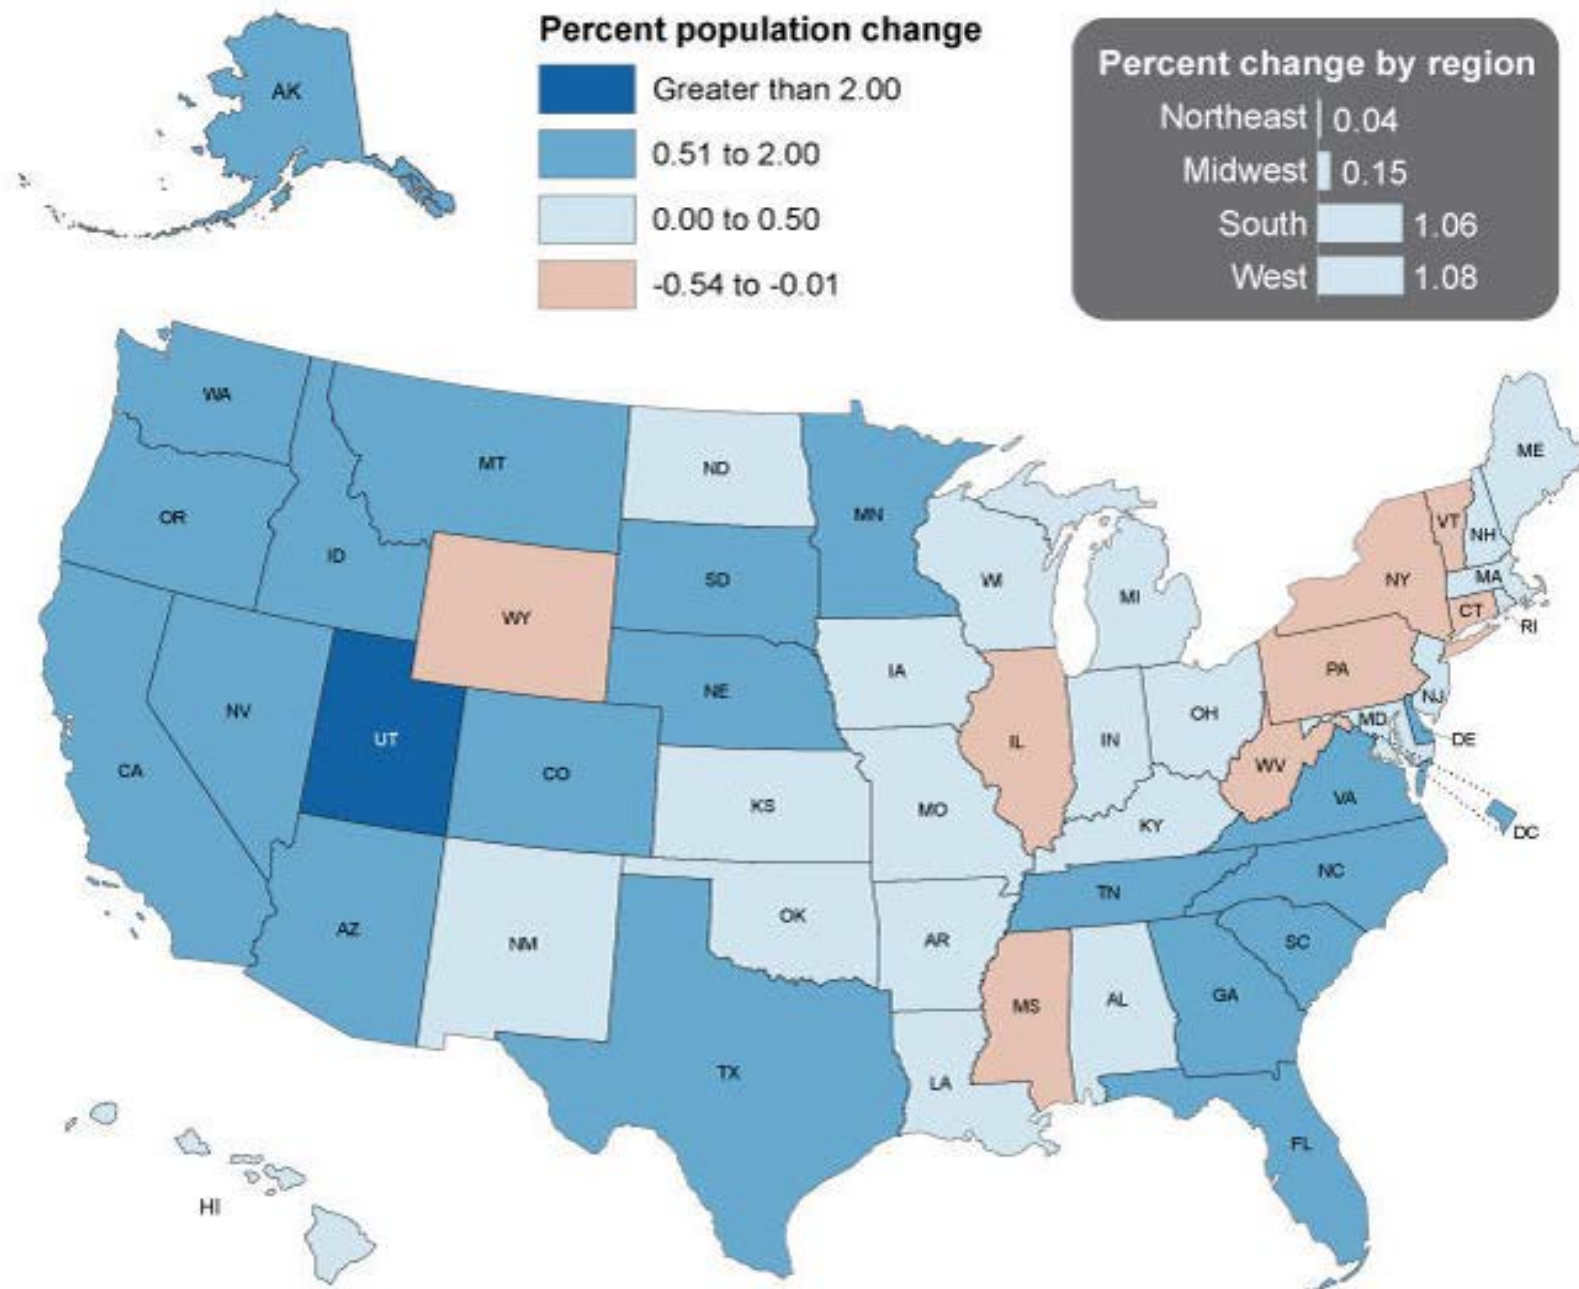 Percent population change
Greater than 2.00
0.51 to 2.00
0.00 to 0.50
-0.54 to -0.01
Percent change by region
Northeast 0.04
Midwest 0.15
South 1.06
West 1.08
AK
WA
MT
ND
MN
ME
OR
ID
SD
WI
MI
VT
NH
NY
MA
CT
RI
WY
IA
PA
NJ
NE
NV
UT
CO
IL
IN
OH
MD
DE
CA
KS
MO
WV
VA
KY
DC
AZ
NM
OK
AR
TN
NC
SC
MS
AL
GA
TX
LA
FL
HI